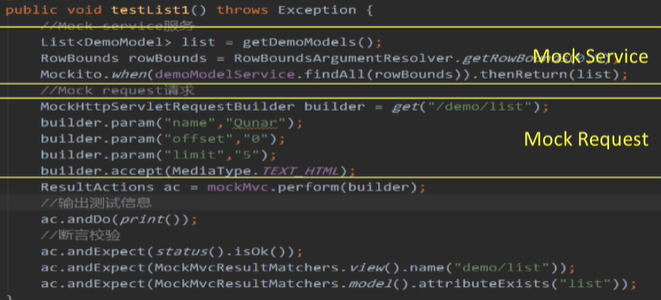 public void testList1() throws Exception {
//Mock service服务
List<DemoModel> list = getDemoModels();
RowBounds rowBounds = RowBoundsArgumentResolver.getRowBounds(
Mock Service
Mockito.when(demoModelService.findAll(rowBounds)).thenReturn(list);
//Mock request请求
MockHttpServletRequestBuilder builder = get("/demo/list");
builder.param("name","Qunar");
builder.param("offset","0");
Mock Request
builder.param("limit","5");
builder.accept(MediaType.TEXT_HTML);
ResultActions ac = mockMvc.perform(builder);
//输出测试信息
ac.andDo(print());
//断言校验
ac.andExpect(status().isOk());
ac.andExpect(MockMvcResultMatchers.view().name("demo/list"));
ac.andExpect(MockMvcResultMatchers.model().attributeExists("list"));
}